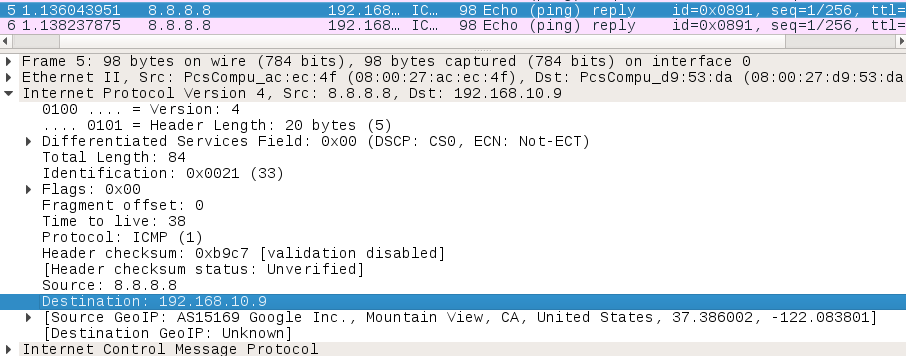 5 1.136043951 8.8.8.8 192.168… IC… 98 Echo (ping) reply id=0x0891, seq=1/256, ttl=
6 1.138237875 8.8.8.8 192.168… IC… 98 Echo (ping) reply id=0x0891, seq=1/256, ttl=
Frame 5: 98 bytes on wire (784 bits), 98 bytes captured (784 bits) on interface 0
Ethernet II, Src: PcsCompu_ac:ec:4f (08:00:27:ac:ec:4f), Dst: PcsCompu_d9:53:da (08:00:27:d9:53:da
Internet Protocol Version 4, Src: 8.8.8.8, Dst: 192.168.10.9
0100 .... = Version: 4
.... 0101 = Header Length: 20 bytes (5)
Differentiated Services Field: 0x00 (DSCP: CS0, ECN: Not-ECT)
Total Length: 84
Identification: 0x0021 (33)
Flags: 0x00
Fragment offset: 0
Time to live: 38
Protocol: ICMP (1)
Header checksum: 0xb9c7 [validation disabled]
[Header checksum status: Unverified]
Source: 8.8.8.8
Destination: 192.168.10.9
[Source GeoIP: AS15169 Google Inc., Mountain View, CA, United States, 37.386002, -122.083801]
[Destination GeoIP: Unknown]
Internet Control Message Protocol